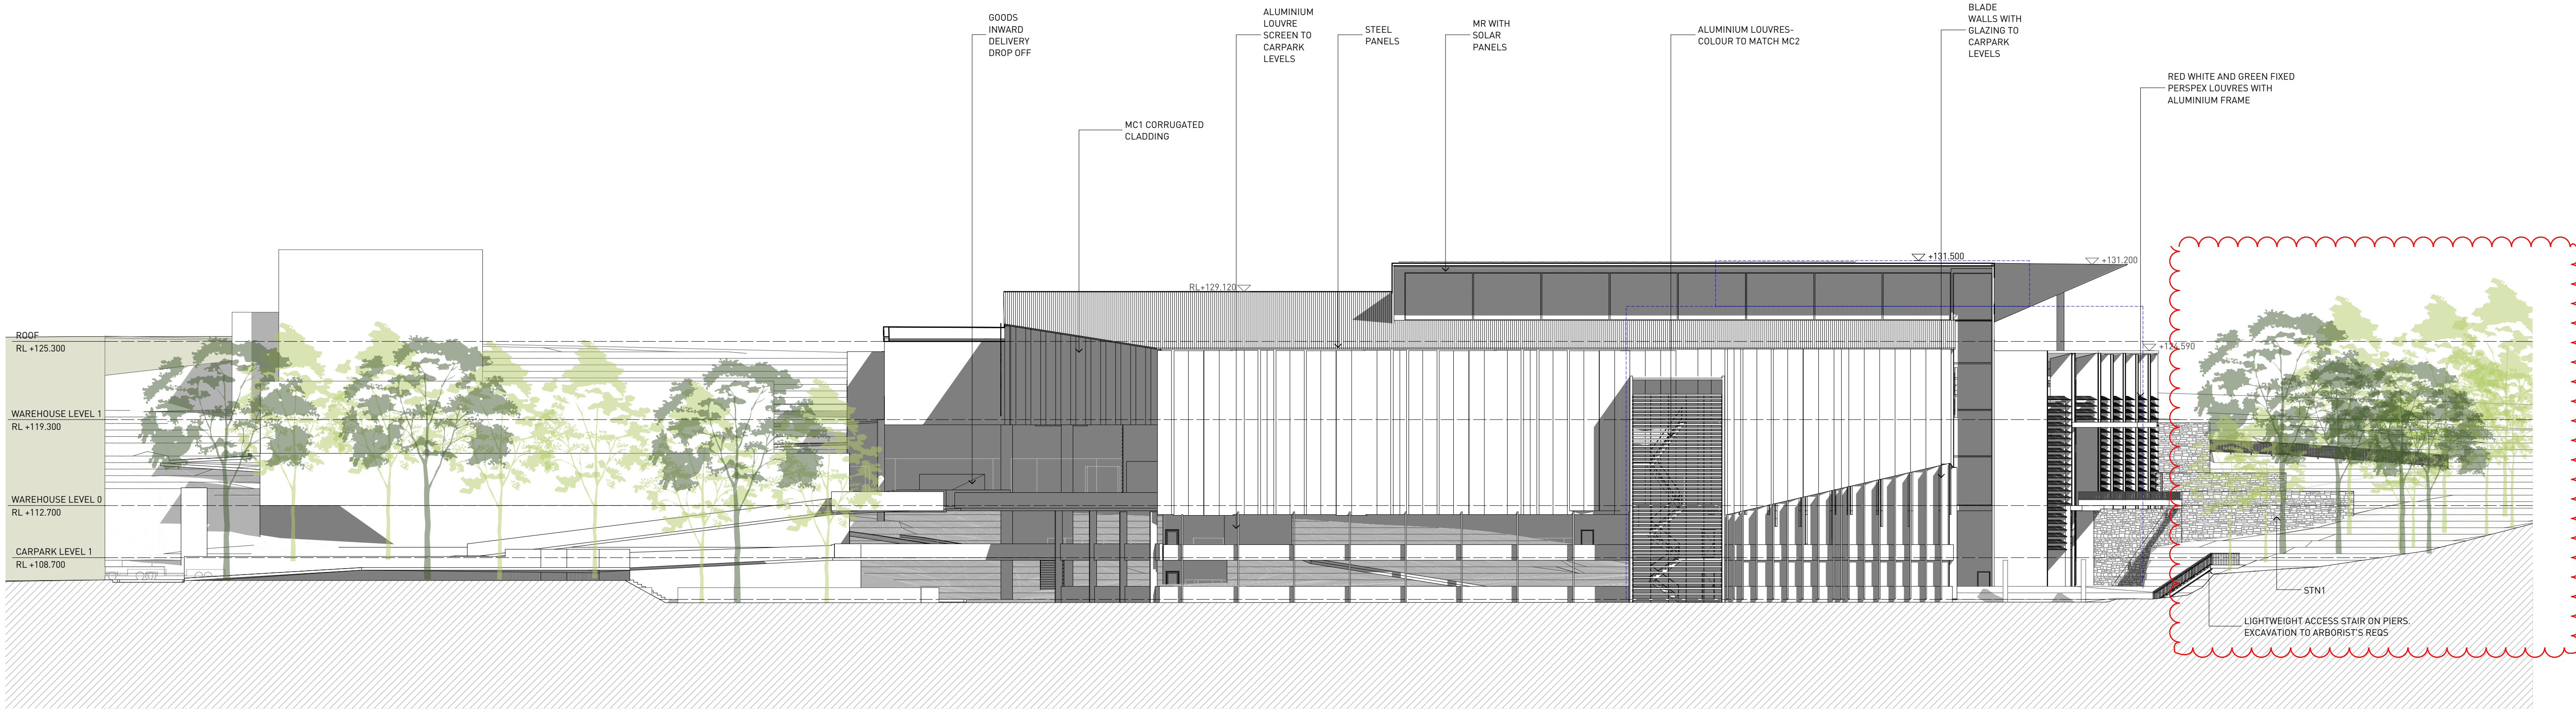 GOODS
INWARD
DELIVERY
DROP OFF
ALUMINIUM
LOUVRE
SCREEN TO
CARPARK
LEVELS
STEEL
PANELS
MR WITH
SOLAR
PANELS
ALUMINIUM LOUVRES-
COLOUR TO MATCH MC2
BLADE
WALLS WITH
GLAZING TO
CARPARK
LEVELS
RED WHITE AND GREEN FIXED
PERSPEX LOUVRES WITH
ALUMINIUM FRAME
MC1 CORRUGATED
CLADDING
+131.500
+131.200
RL+129.120
+124.590
ROOF
RL +125.300
WAREHOUSE LEVEL 1
RL +119.300
WAREHOUSE LEVEL 0
RL +112.700
CARPARK LEVEL 1
RL +108.700
STN1
LIGHTWEIGHT ACCESS STAIR ON PIERS.
EXCAVATION TO ARBORIST'S REQS